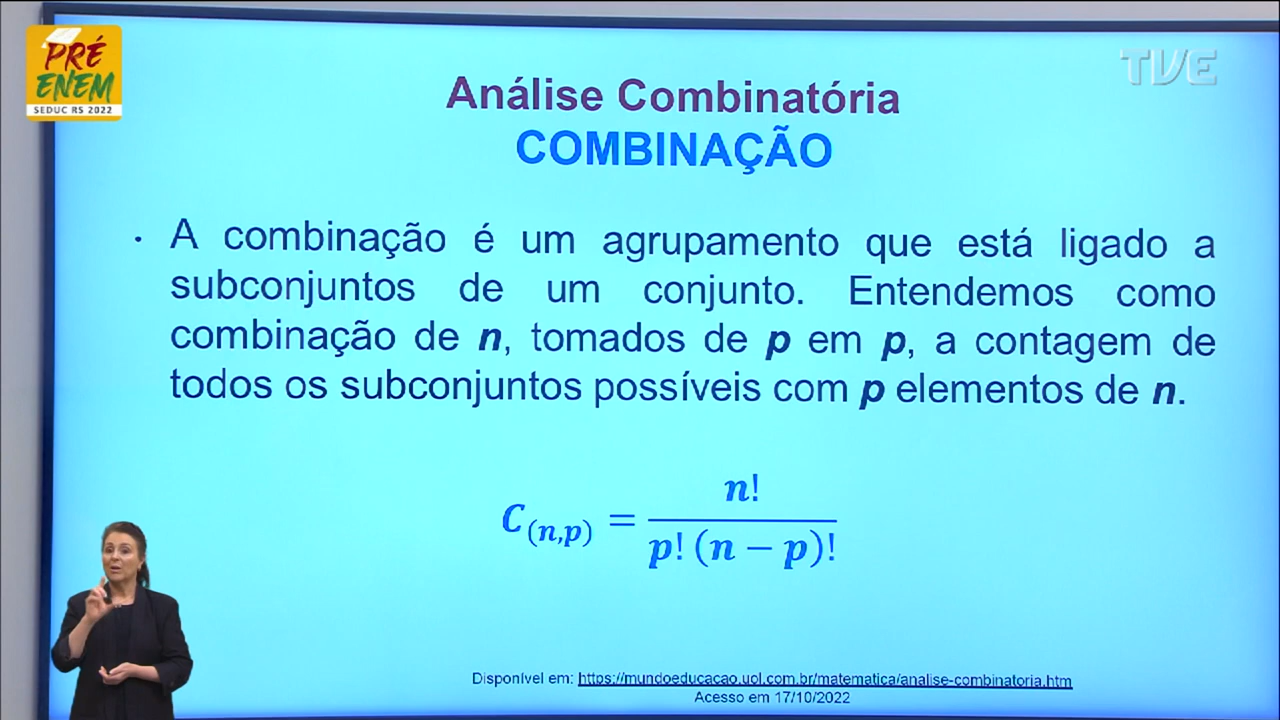 PRÉ
ENEM
SEDUC RS 2022
TVE
Análise Combinatória
COMBINAÇÃO
• A combinação é um agrupamento que está ligado a
subconjuntos de um conjunto. Entendemos como
combinação de n, tomados de p em p, a contagem de
todos os subconjuntos possíveis com p elementos de n.
C(n,p) = n! / p! (n − p)!
Disponível em: https://mundoeducacao.uol.com.br/matematica/analise-combinatoria.htm
Acesso em 17/10/2022